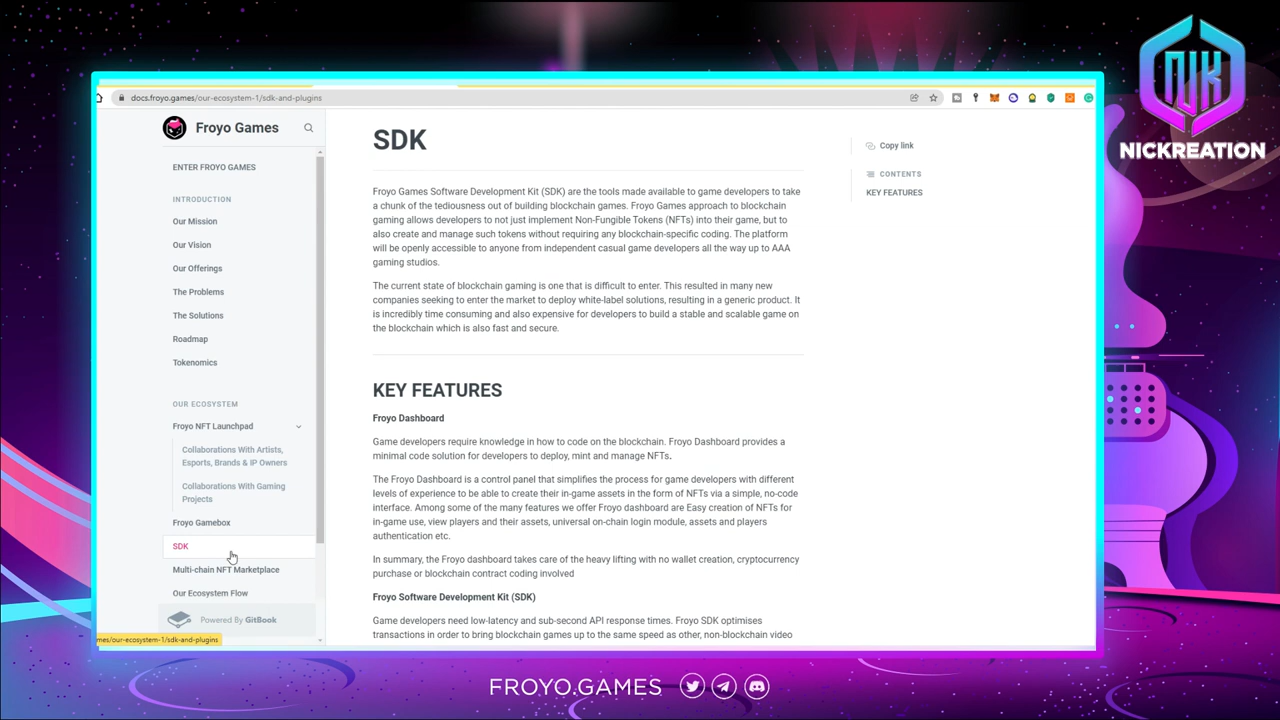 docs.froyo.games/our-ecosystem-1/sdk-and-plugins
NICKREATION
Froyo Games
ENTER FROYO GAMES
INTRODUCTION
Our Mission
Our Vision
Our Offerings
The Problems
The Solutions
Roadmap
Tokenomics
OUR ECOSYSTEM
Froyo NFT Launchpad
Collaborations With Artists,
Esports, Brands & IP Owners
Collaborations With Gaming
Projects
Froyo Gamebox
SDK
Multi-chain NFT Marketplace
Our Ecosystem Flow
Powered By GitBook
mes/our-ecosystem-1/sdk-and-plugins
SDK
Froyo Games Software Development Kit (SDK) are the tools made available to game developers to take
a chunk of the tediousness out of building blockchain games. Froyo Games approach to blockchain
gaming allows developers to not just implement Non-Fungible Tokens (NFTs) into their game, but to
also create and manage such tokens without requiring any blockchain-specific coding. The platform
will be openly accessible to anyone from independent casual game developers all the way up to AAA
gaming studios.
The current state of blockchain gaming is one that is difficult to enter. This resulted in many new
companies seeking to enter the market to deploy white-label solutions, resulting in a generic product. It
is incredibly time consuming and also expensive for developers to build a stable and scalable game on
the blockchain which is also fast and secure.
KEY FEATURES
Froyo Dashboard
Game developers require knowledge in how to code on the blockchain. Froyo Dashboard provides a
minimal code solution for developers to deploy, mint and manage NFTs.
The Froyo Dashboard is a control panel that simplifies the process for game developers with different
levels of experience to be able to create their in-game assets in the form of NFTs via a simple, no-code
interface. Among some of the many features we offer Froyo dashboard are Easy creation of NFTs for
in-game use, view players and their assets, universal on-chain login module, assets and players
authentication etc.
In summary, the Froyo dashboard takes care of the heavy lifting with no wallet creation, cryptocurrency
purchase or blockchain contract coding involved
Froyo Software Development Kit (SDK)
Game developers need low-latency and sub-second API response times. Froyo SDK optimises
transactions in order to bring blockchain games up to the same speed as other, non-blockchain video
Copy link
CONTENTS
KEY FEATURES
FROYO.GAMES